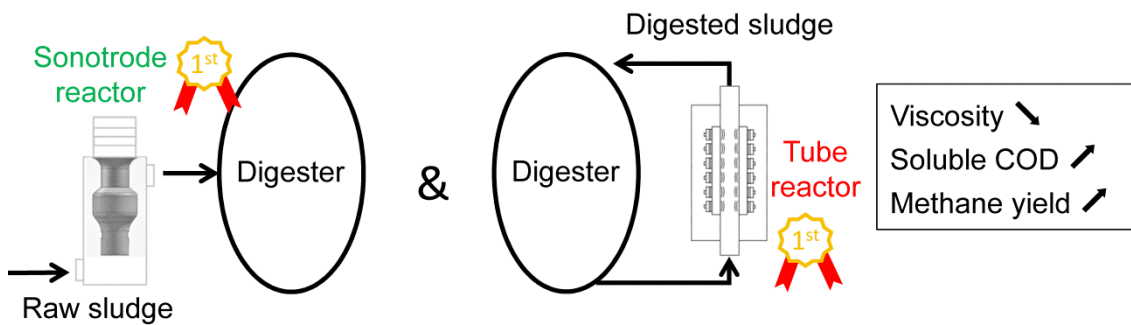 Sonotrode
reactor
1st
Digester
Raw sludge
&
Digested sludge
Digester
Tube
reactor
1st
Viscosity
Soluble COD
Methane yield